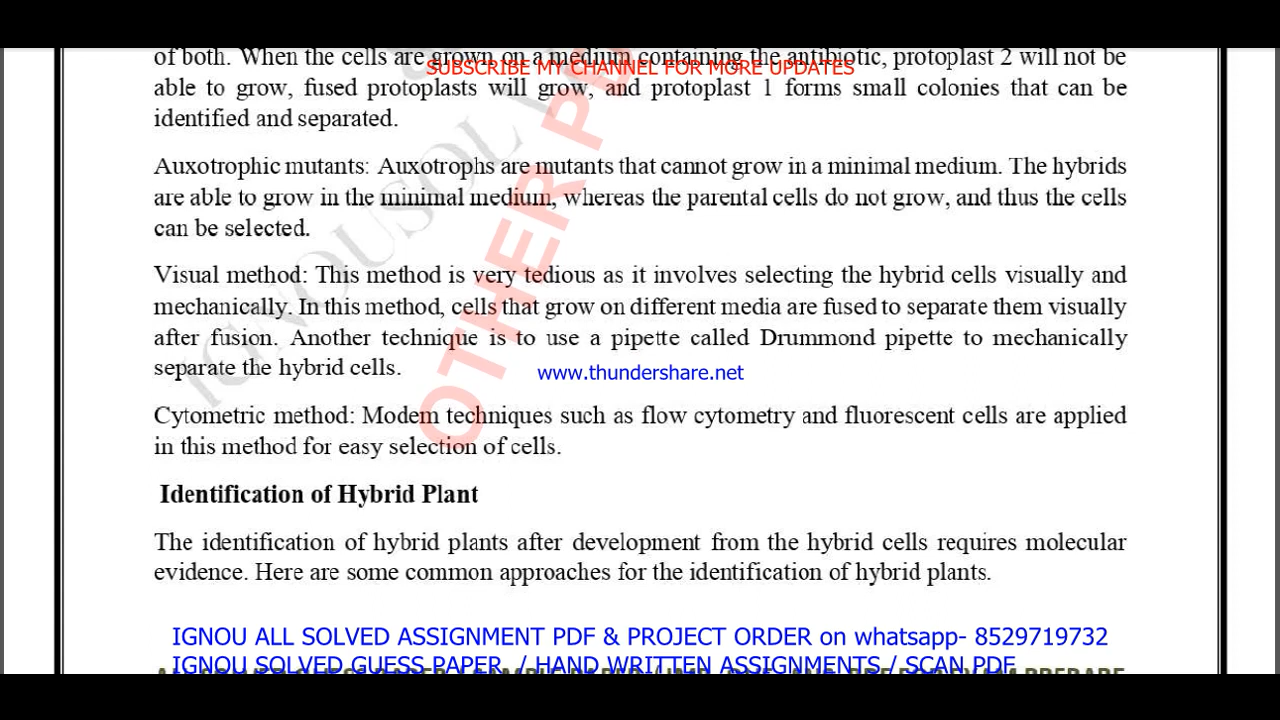 of both. When the cells are grown on a medium containing the antibiotic, protoplast 2 will not be
SUBSCRIBE MY CHANNEL FOR MORE UPDATES
able to grow, fused protoplasts will grow, and protoplast 1 forms small colonies that can be
identified and separated.
Auxotrophic mutants: Auxotrophs are mutants that cannot grow in a minimal medium. The hybrids
are able to grow in the minimal medium, whereas the parental cells do not grow, and thus the cells
can be selected.
Visual method: This method is very tedious as it involves selecting the hybrid cells visually and
mechanically. In this method, cells that grow on different media are fused to separate them visually
after fusion. Another technique is to use a pipette called Drummond pipette to mechanically
separate the hybrid cells.
www.thundershare.net
Cytometric method: Modem techniques such as flow cytometry and fluorescent cells are applied
in this method for easy selection of cells.
Identification of Hybrid Plant
The identification of hybrid plants after development from the hybrid cells requires molecular
evidence. Here are some common approaches for the identification of hybrid plants.
IGNOU ALL SOLVED ASSIGNMENT PDF & PROJECT ORDER on whatsapp- 8529719732
IGNOU SOLVED GUESS PAPER / HAND WRITTEN ASSIGNMENTS / SCAN PDF
IGNOUSOL
OTHER